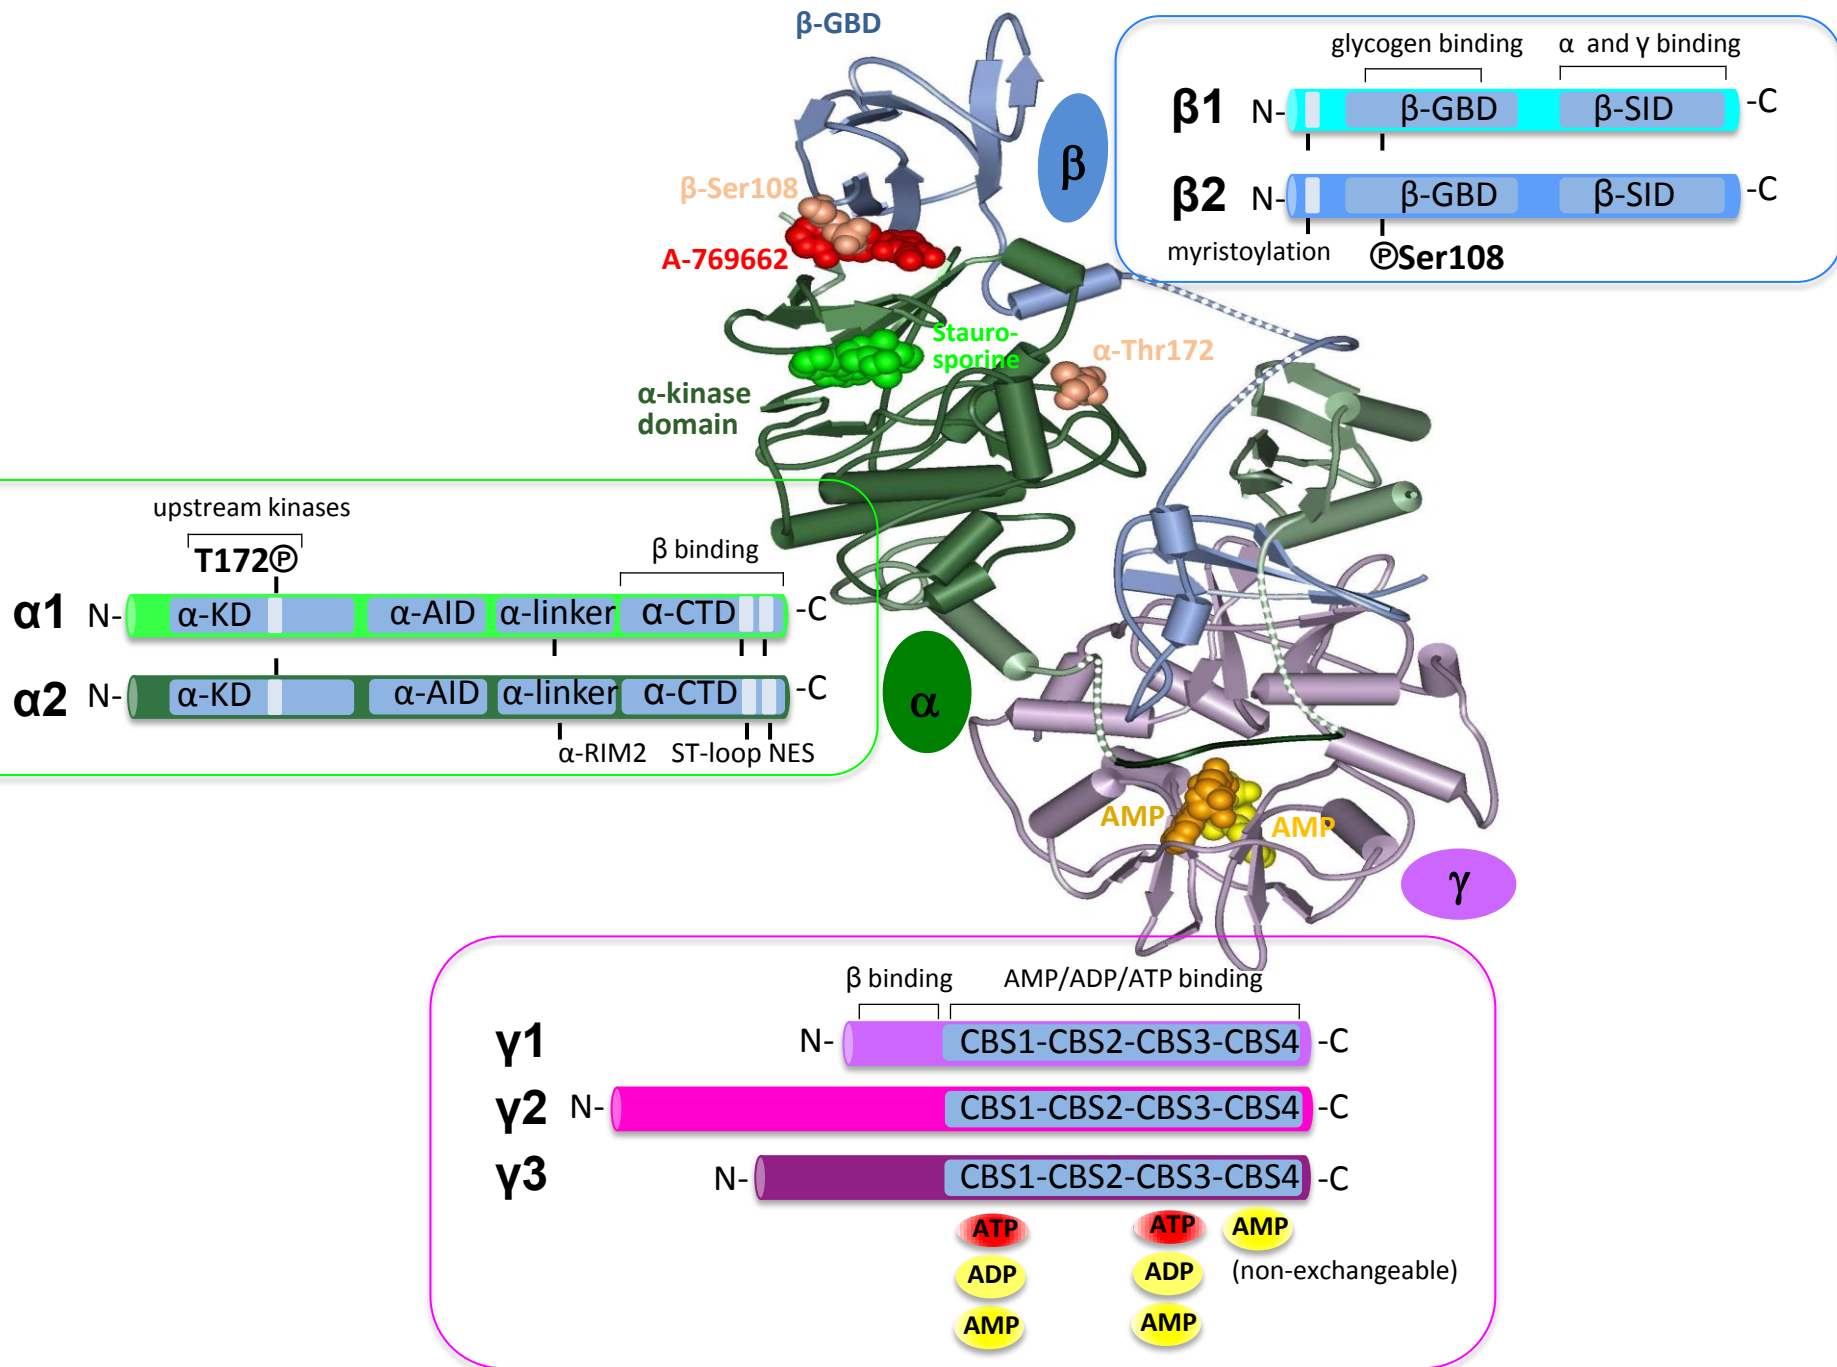 β-GBD
β-Ser108
A-769662
Stauro-
sporine
α-Thr172
α-kinase
domain
β
glycogen binding
α and γ binding
β1 N- β-GBD β-SID -C
β2 N- β-GBD β-SID -C
myristoylation
ⓅSer108
upstream kinases
T172Ⓟ
β binding
α1 N- α-KD α-AID α-linker α-CTD -C
α2 N- α-KD α-AID α-linker α-CTD -C
α-RIM2 ST-loop NES
α
AMP
AMP
γ
β binding
AMP/ADP/ATP binding
γ1 N- CBS1-CBS2-CBS3-CBS4 -C
γ2 N- CBS1-CBS2-CBS3-CBS4 -C
γ3 N- CBS1-CBS2-CBS3-CBS4 -C
ATP ATP AMP
ADP ADP (non-exchangeable)
AMP AMP